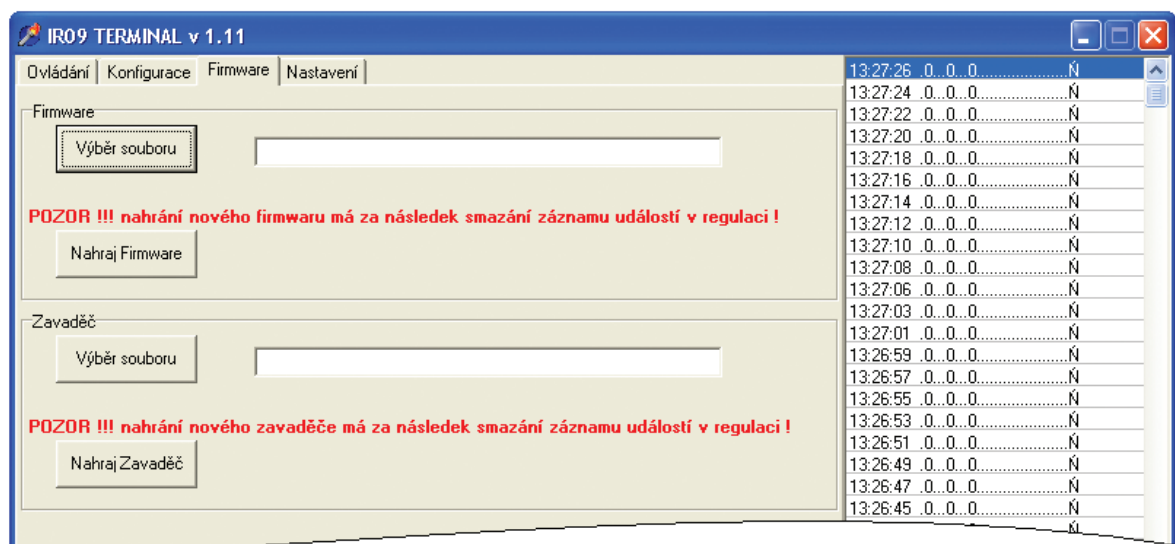 IR09 TERMINAL v 1.11
Ovládání Konfigurace Firmware Nastavení
Firmware
Výběr souboru
POZOR !!! nahrání nového firmwaru má za následek smazání záznamu událostí v regulaci !
Nahraj Firmware
Zavaděč
Výběr souboru
POZOR !!! nahrání nového zavaděče má za následek smazání záznamu událostí v regulaci !
Nahraj Zavaděč
13:27:26 .0...0...0.....................Ń
13:27:24 .0...0...0.....................Ń
13:27:22 .0...0...0.....................Ń
13:27:20 .0...0...0.....................Ń
13:27:18 .0...0...0.....................Ń
13:27:16 .0...0...0.....................Ń
13:27:14 .0...0...0.....................Ń
13:27:12 .0...0...0.....................Ń
13:27:10 .0...0...0.....................Ń
13:27:08 .0...0...0.....................Ń
13:27:06 .0...0...0.....................Ń
13:27:03 .0...0...0.....................Ń
13:27:01 .0...0...0.....................Ń
13:26:59 .0...0...0.....................Ń
13:26:57 .0...0...0.....................Ń
13:26:55 .0...0...0.....................Ń
13:26:53 .0...0...0.....................Ń
13:26:51 .0...0...0.....................Ń
13:26:49 .0...0...0.....................Ń
13:26:47 .0...0...0.....................Ń
13:26:45 .0...0...0.....................Ń